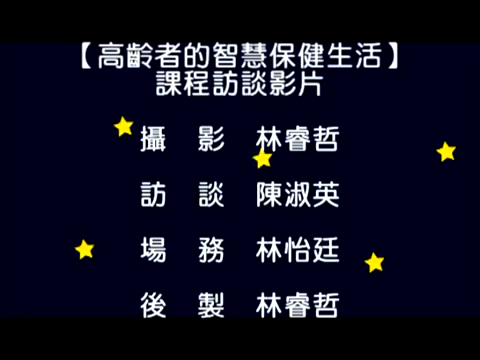 【高齡者的智慧保健生活】
課程訪談影片
攝 影 林睿哲
訪 談 陳淑英
場 務 林怡廷
後 製 林睿哲